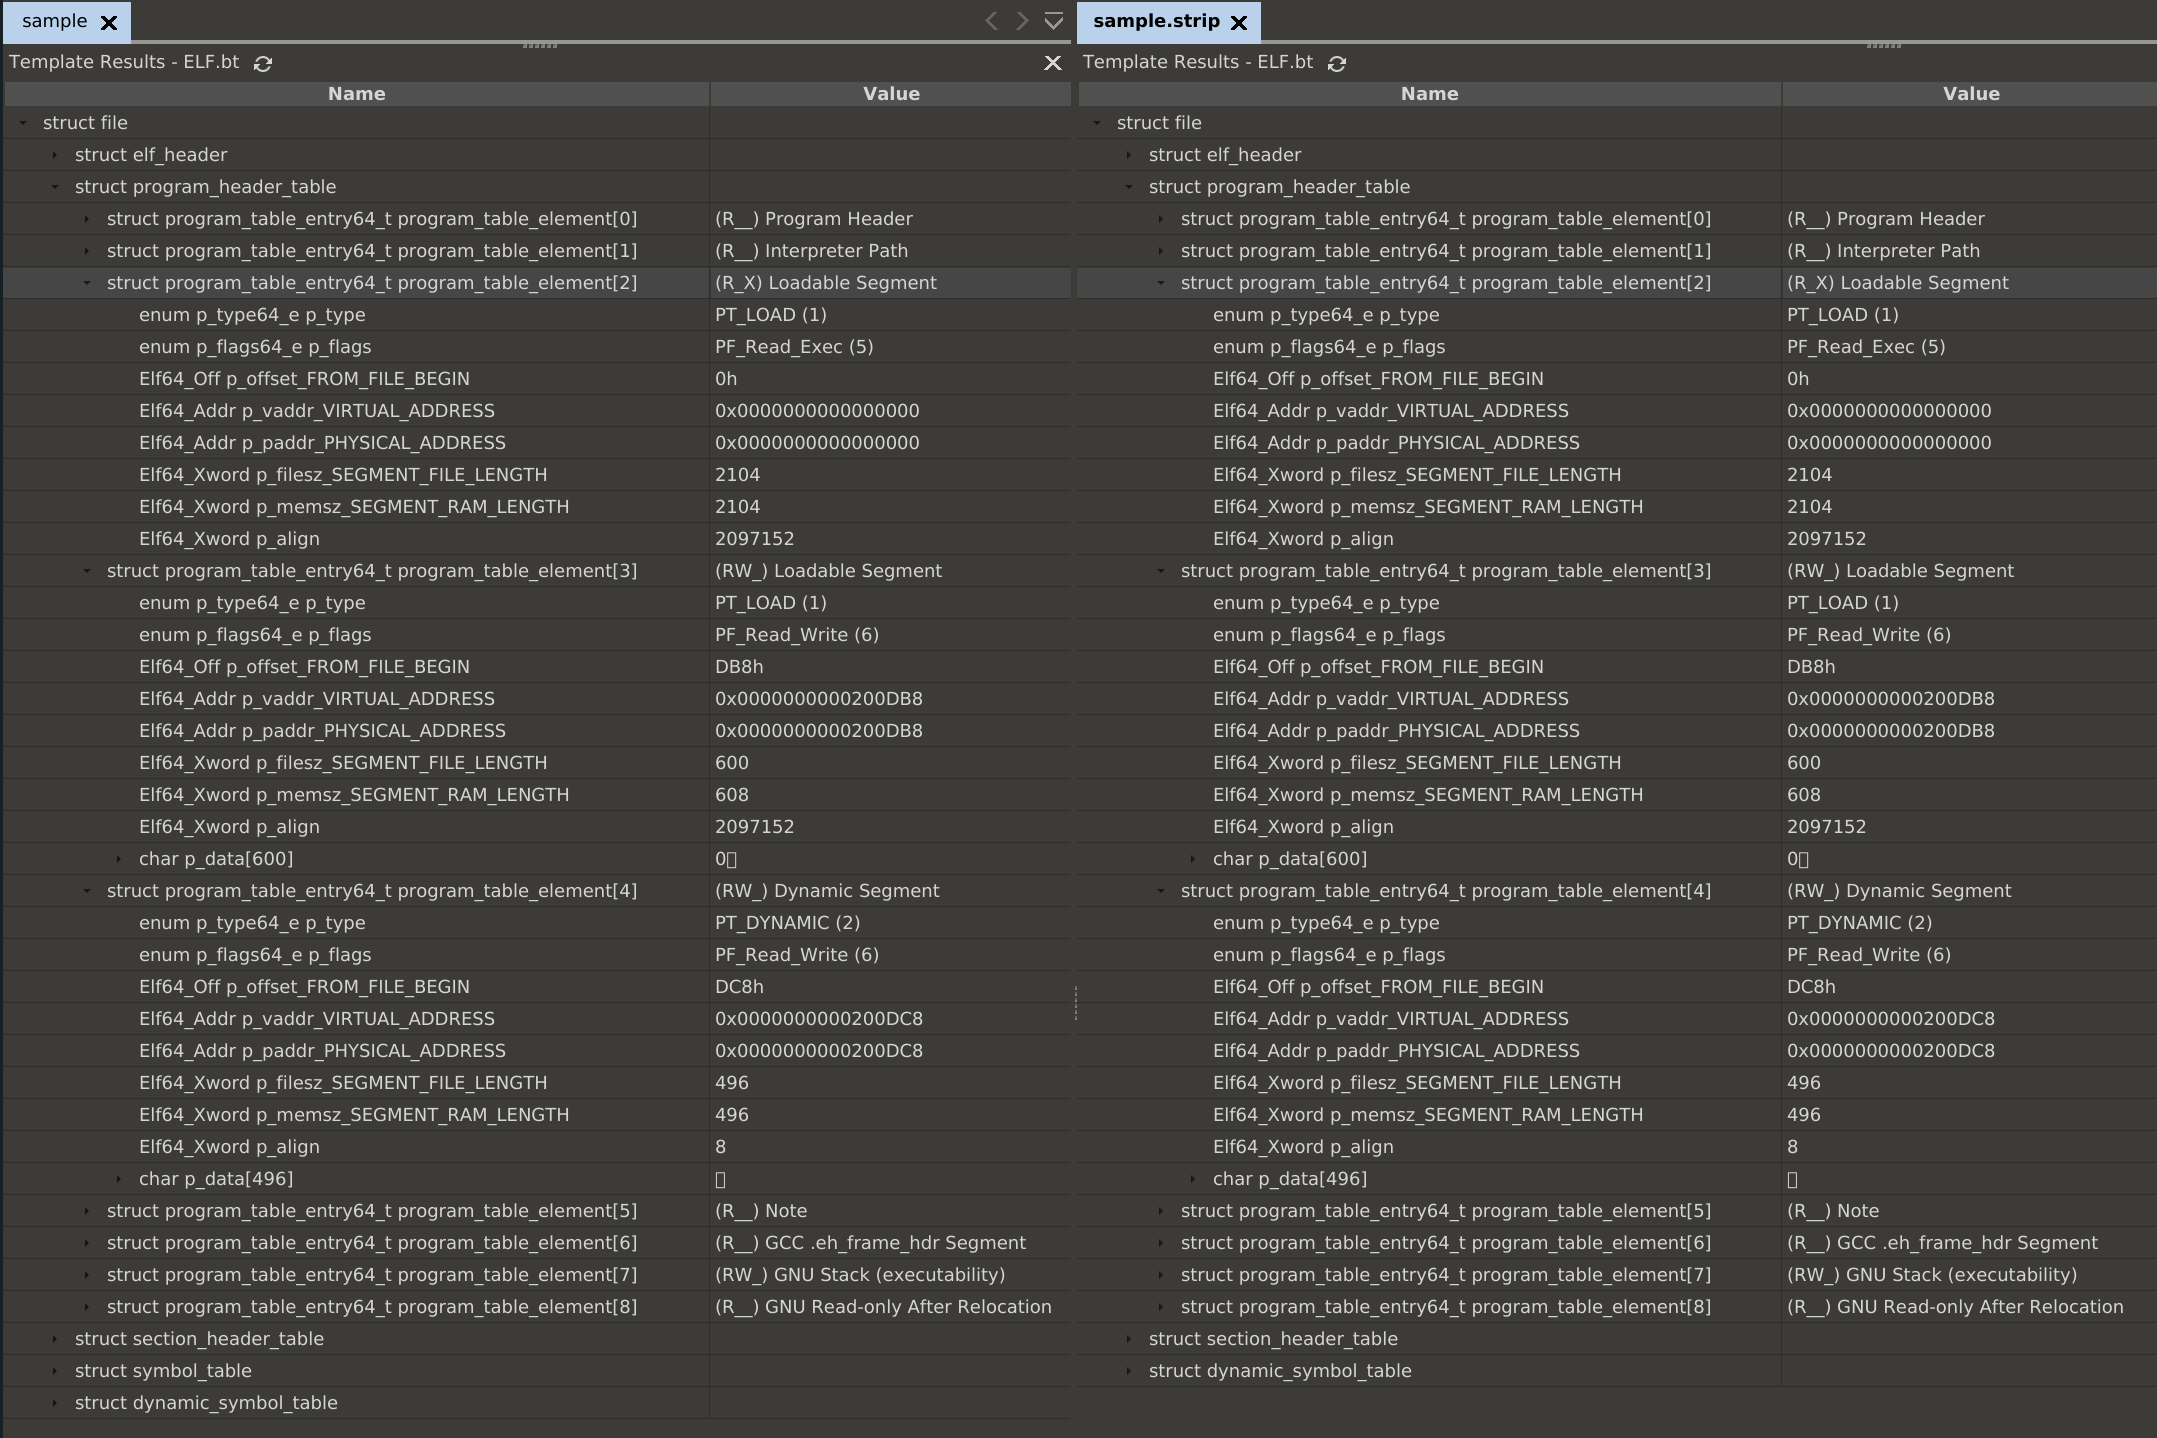 sample
Template Results - ELF.bt
Name Value
struct file
struct elf_header
struct program_header_table
struct program_table_entry64_t program_table_element[0] (R__) Program Header
struct program_table_entry64_t program_table_element[1] (R__) Interpreter Path
struct program_table_entry64_t program_table_element[2] (R_X) Loadable Segment
enum p_type64_e p_type PT_LOAD (1)
enum p_flags64_e p_flags PF_Read_Exec (5)
Elf64_Off p_offset_FROM_FILE_BEGIN 0h
Elf64_Addr p_vaddr_VIRTUAL_ADDRESS 0x0000000000000000
Elf64_Addr p_paddr_PHYSICAL_ADDRESS 0x0000000000000000
Elf64_Xword p_filesz_SEGMENT_FILE_LENGTH 2104
Elf64_Xword p_memsz_SEGMENT_RAM_LENGTH 2104
Elf64_Xword p_align 2097152
struct program_table_entry64_t program_table_element[3] (RW_) Loadable Segment
enum p_type64_e p_type PT_LOAD (1)
enum p_flags64_e p_flags PF_Read_Write (6)
Elf64_Off p_offset_FROM_FILE_BEGIN DB8h
Elf64_Addr p_vaddr_VIRTUAL_ADDRESS 0x0000000000200DB8
Elf64_Addr p_paddr_PHYSICAL_ADDRESS 0x0000000000200DB8
Elf64_Xword p_filesz_SEGMENT_FILE_LENGTH 600
Elf64_Xword p_memsz_SEGMENT_RAM_LENGTH 608
Elf64_Xword p_align 2097152
char p_data[600] 0▯
struct program_table_entry64_t program_table_element[4] (RW_) Dynamic Segment
enum p_type64_e p_type PT_DYNAMIC (2)
enum p_flags64_e p_flags PF_Read_Write (6)
Elf64_Off p_offset_FROM_FILE_BEGIN DC8h
Elf64_Addr p_vaddr_VIRTUAL_ADDRESS 0x0000000000200DC8
Elf64_Addr p_paddr_PHYSICAL_ADDRESS 0x0000000000200DC8
Elf64_Xword p_filesz_SEGMENT_FILE_LENGTH 496
Elf64_Xword p_memsz_SEGMENT_RAM_LENGTH 496
Elf64_Xword p_align 8
char p_data[496] ▯
struct program_table_entry64_t program_table_element[5] (R__) Note
struct program_table_entry64_t program_table_element[6] (R__) GCC .eh_frame_hdr Segment
struct program_table_entry64_t program_table_element[7] (RW_) GNU Stack (executability)
struct program_table_entry64_t program_table_element[8] (R__) GNU Read-only After Relocation
struct section_header_table
struct symbol_table
struct dynamic_symbol_table
sample.strip
Template Results - ELF.bt
Name Value
struct file
struct elf_header
struct program_header_table
struct program_table_entry64_t program_table_element[0] (R__) Program Header
struct program_table_entry64_t program_table_element[1] (R__) Interpreter Path
struct program_table_entry64_t program_table_element[2] (R_X) Loadable Segment
enum p_type64_e p_type PT_LOAD (1)
enum p_flags64_e p_flags PF_Read_Exec (5)
Elf64_Off p_offset_FROM_FILE_BEGIN 0h
Elf64_Addr p_vaddr_VIRTUAL_ADDRESS 0x0000000000000000
Elf64_Addr p_paddr_PHYSICAL_ADDRESS 0x0000000000000000
Elf64_Xword p_filesz_SEGMENT_FILE_LENGTH 2104
Elf64_Xword p_memsz_SEGMENT_RAM_LENGTH 2104
Elf64_Xword p_align 2097152
struct program_table_entry64_t program_table_element[3] (RW_) Loadable Segment
enum p_type64_e p_type PT_LOAD (1)
enum p_flags64_e p_flags PF_Read_Write (6)
Elf64_Off p_offset_FROM_FILE_BEGIN DB8h
Elf64_Addr p_vaddr_VIRTUAL_ADDRESS 0x0000000000200DB8
Elf64_Addr p_paddr_PHYSICAL_ADDRESS 0x0000000000200DB8
Elf64_Xword p_filesz_SEGMENT_FILE_LENGTH 600
Elf64_Xword p_memsz_SEGMENT_RAM_LENGTH 608
Elf64_Xword p_align 2097152
char p_data[600] 0▯
struct program_table_entry64_t program_table_element[4] (RW_) Dynamic Segment
enum p_type64_e p_type PT_DYNAMIC (2)
enum p_flags64_e p_flags PF_Read_Write (6)
Elf64_Off p_offset_FROM_FILE_BEGIN DC8h
Elf64_Addr p_vaddr_VIRTUAL_ADDRESS 0x0000000000200DC8
Elf64_Addr p_paddr_PHYSICAL_ADDRESS 0x0000000000200DC8
Elf64_Xword p_filesz_SEGMENT_FILE_LENGTH 496
Elf64_Xword p_memsz_SEGMENT_RAM_LENGTH 496
Elf64_Xword p_align 8
char p_data[496] ▯
struct program_table_entry64_t program_table_element[5] (R__) Note
struct program_table_entry64_t program_table_element[6] (R__) GCC .eh_frame_hdr Segment
struct program_table_entry64_t program_table_element[7] (RW_) GNU Stack (executability)
struct program_table_entry64_t program_table_element[8] (R__) GNU Read-only After Relocation
struct section_header_table
struct dynamic_symbol_table